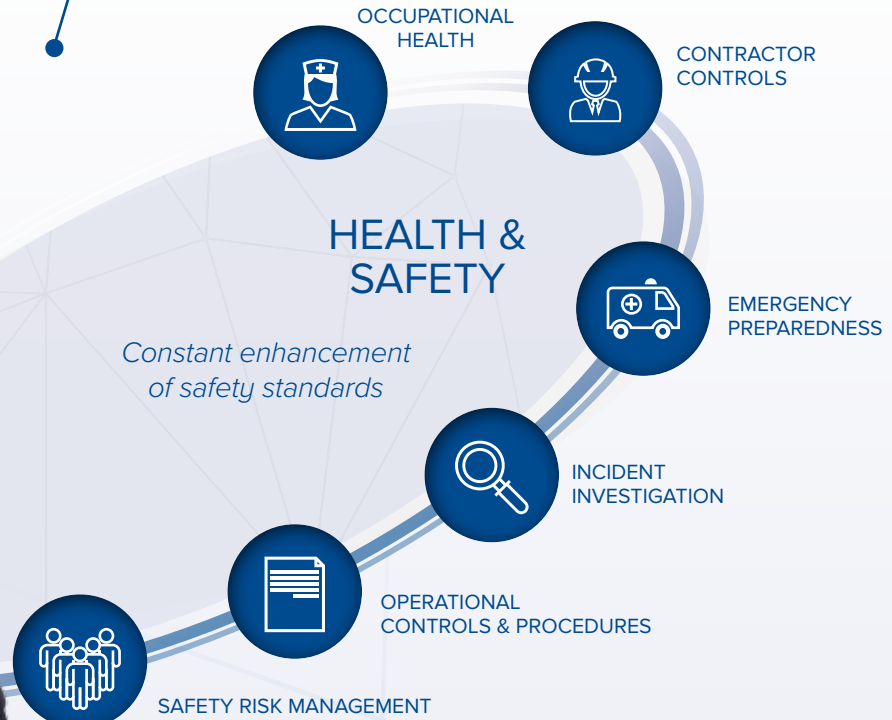 OCCUPATIONAL
HEALTH
CONTRACTOR
CONTROLS
HEALTH &
SAFETY
EMERGENCY
PREPAREDNESS
Constant enhancement
of safety standards
INCIDENT
INVESTIGATION
OPERATIONAL
CONTROLS & PROCEDURES
SAFETY RISK MANAGEMENT